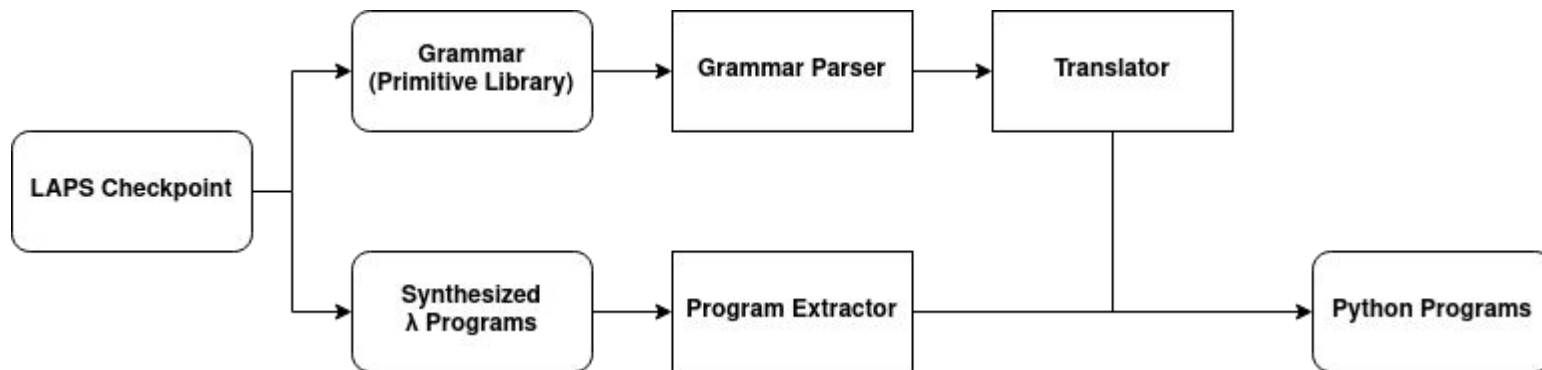 Grammar
(Primitive Library)
Grammar Parser
Translator
LAPS Checkpoint
Synthesized
λ Programs
Program Extractor
Python Programs